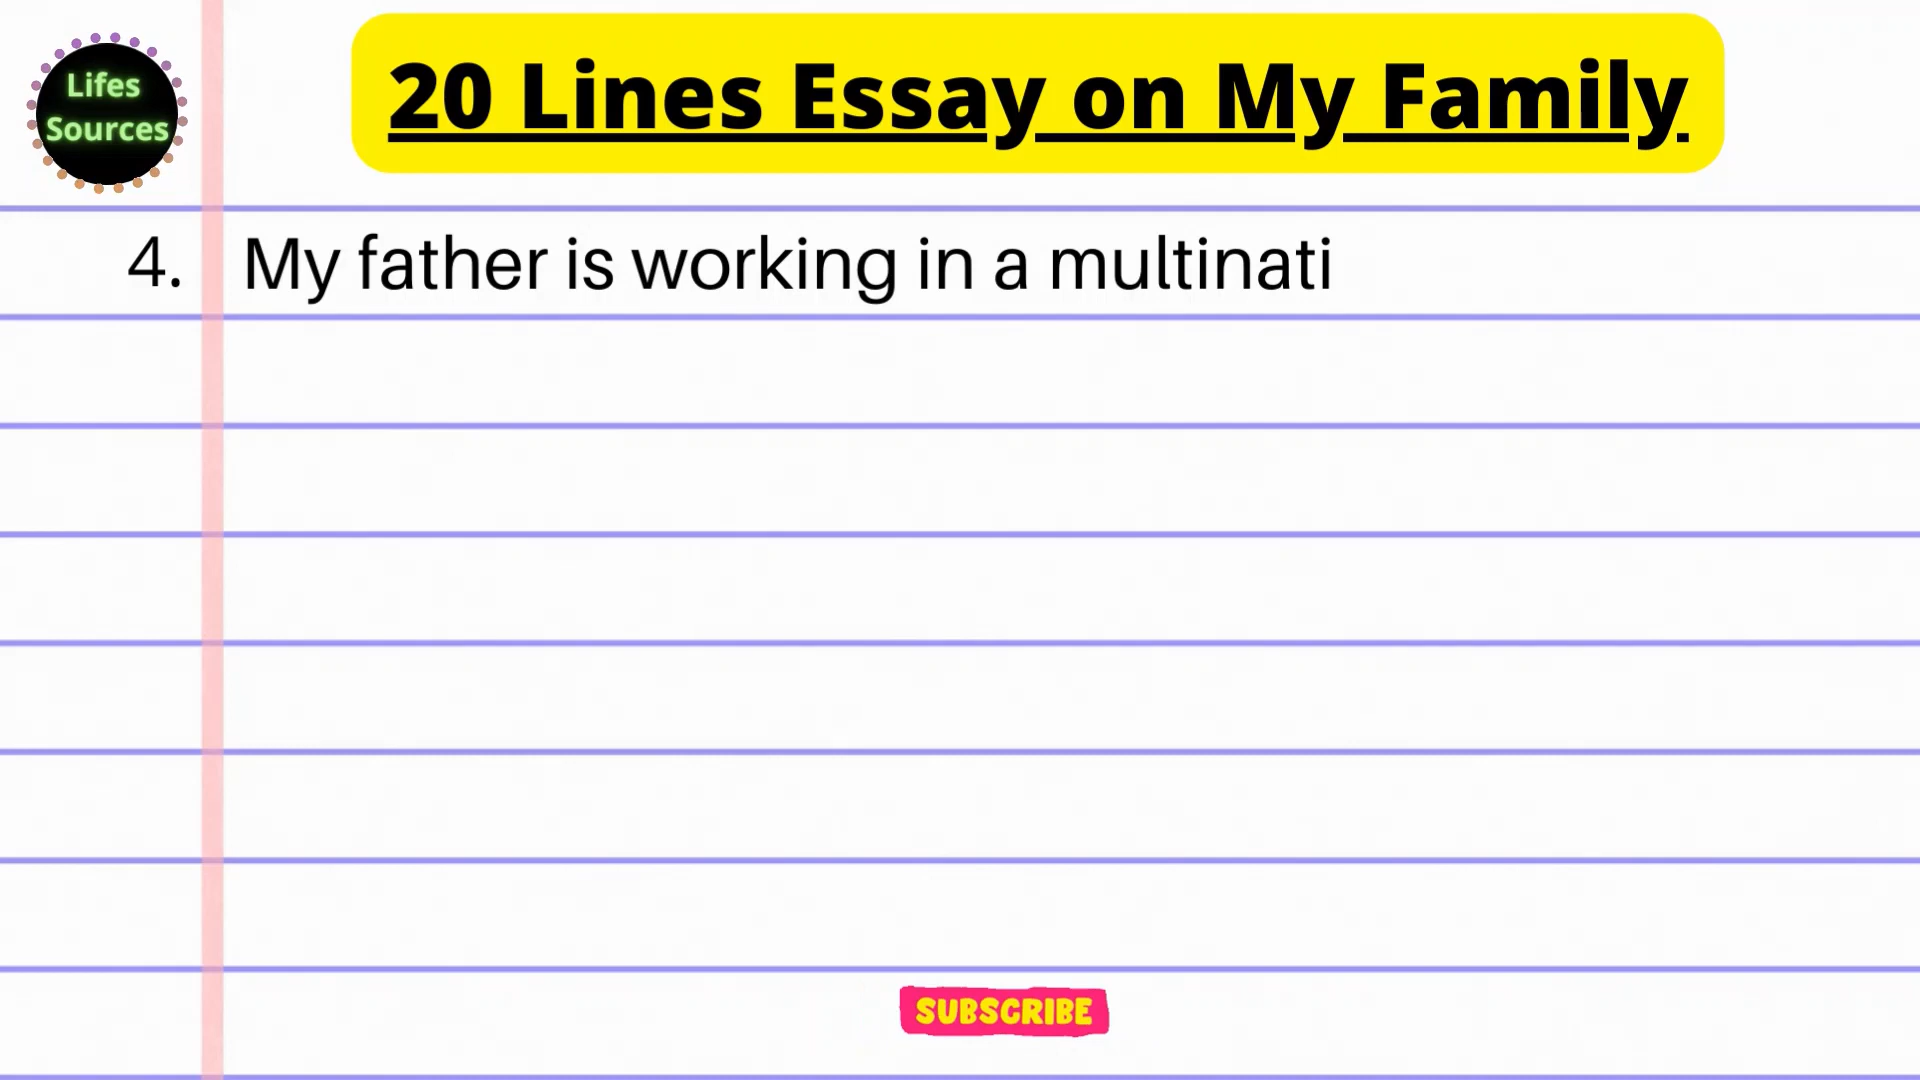 Lifes
Sources
20 Lines Essay on My Family
4. My father is working in a multinati
SUBSCRIBE